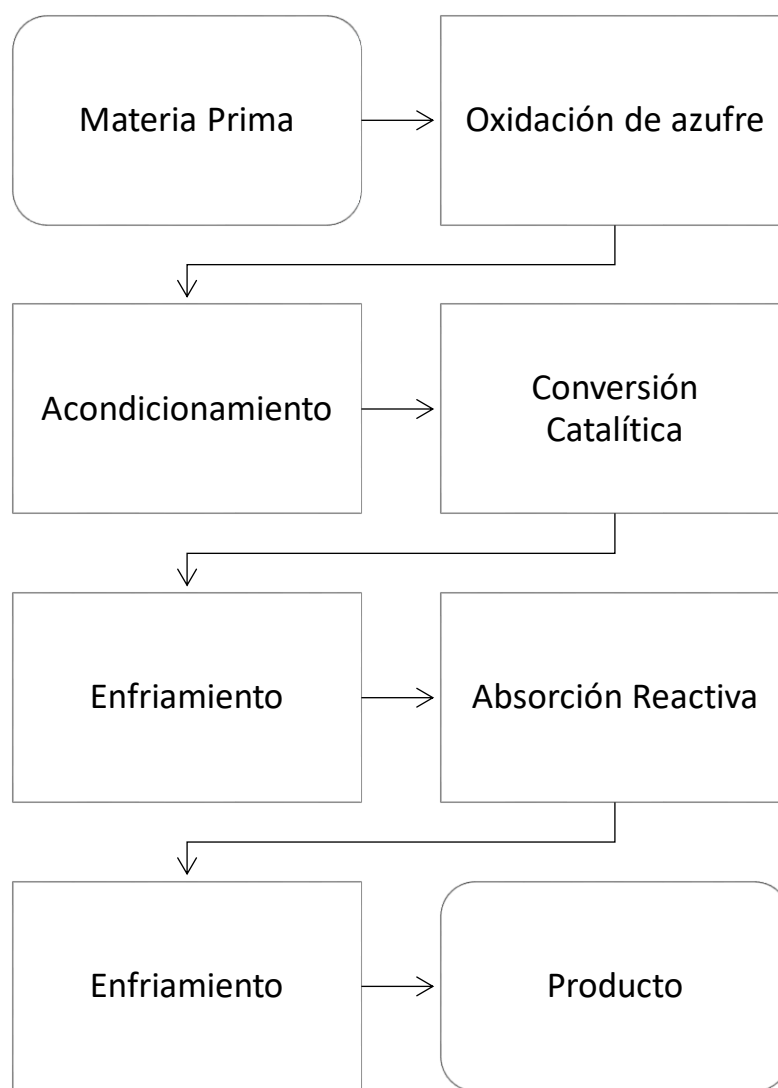 Materia Prima
Oxidación de azufre
Acondicionamiento
Conversión
Catalítica
Enfriamiento
Absorción Reactiva
Enfriamiento
Producto